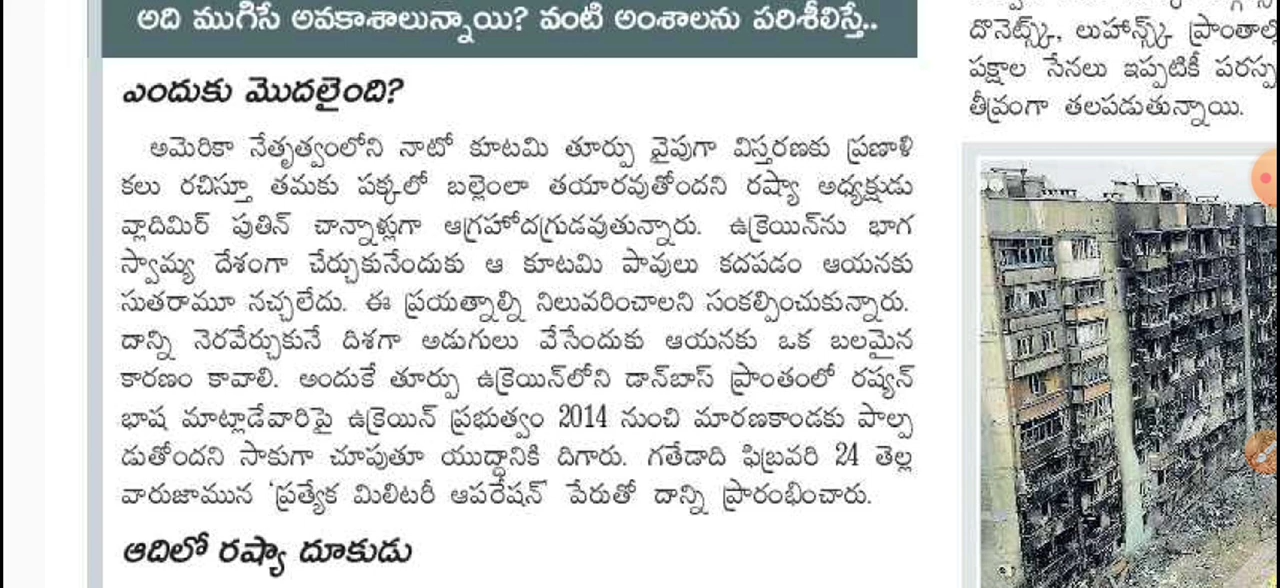 అది ముగిసే అవకాశాలున్నాయి? వంటి అంశాలను పరిశీలిస్తే..
ఎందుకు మొదలైంది?
అమెరికా నేతృత్వంలోని నాటో కూటమి తూర్పు వైపుగా విస్తరణకు ప్రణాళి
కలు రచిస్తూ తమకు పక్కలో బల్లెంలా తయారవుతోందని రష్యా అధ్యక్షుడు
వ్లాదిమిర్ పుతిన్ చాన్నాళ్లుగా ఆగ్రహోదగ్రుడవుతున్నారు. ఉక్రెయిన్‌ను భాగ
స్వామ్య దేశంగా చేర్చుకునేందుకు ఆ కూటమి పావులు కదపడం ఆయనకు
సుతరామూ నచ్చలేదు. ఈ ప్రయత్నాల్ని నిలువరించాలని సంకల్పించుకున్నారు.
దాన్ని నెరవేర్చుకునే దిశగా అడుగులు వేసేందుకు ఆయనకు ఒక బలమైన
కారణం కావాలి. అందుకే తూర్పు ఉక్రెయిన్‌లోని డాన్‌బాస్ ప్రాంతంలో రష్యన్
భాష మాట్లాడేవారిపై ఉక్రెయిన్ ప్రభుత్వం 2014 నుంచి మారణకాండకు పాల్ప
డుతోందని సాకుగా చూపుతూ యుద్ధానికి దిగారు. గతేడాది ఫిబ్రవరి 24 తెల్ల
వారుజామున ‘ప్రత్యేక మిలిటరీ ఆపరేషన్’ పేరుతో దాన్ని ప్రారంభించారు.
ఆదిలో రష్యా దూకుడు
దొనెట్స్క్, లుహాన్స్క్
పక్షాల సేనలు ఇప్పటికీ
తీవ్రంగా తలపడుతున్నాయి.